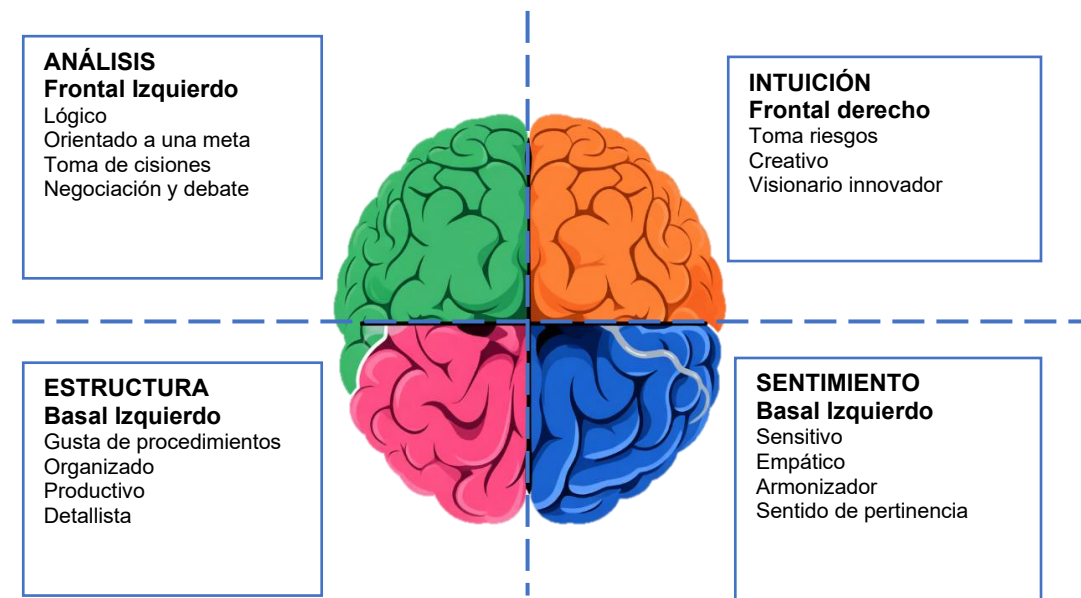 ANÁLISIS
Frontal Izquierdo
Lógico
Orientado a una meta
Toma de cisiones
Negociación y debate
INTUICIÓN
Frontal derecho
Toma riesgos
Creativo
Visionario innovador
ESTRUCTURA
Basal Izquierdo
Gusta de procedimientos
Organizado
Productivo
Detallista
SENTIMIENTO
Basal Izquierdo
Sensitivo
Empático
Armonizador
Sentido de pertinencia